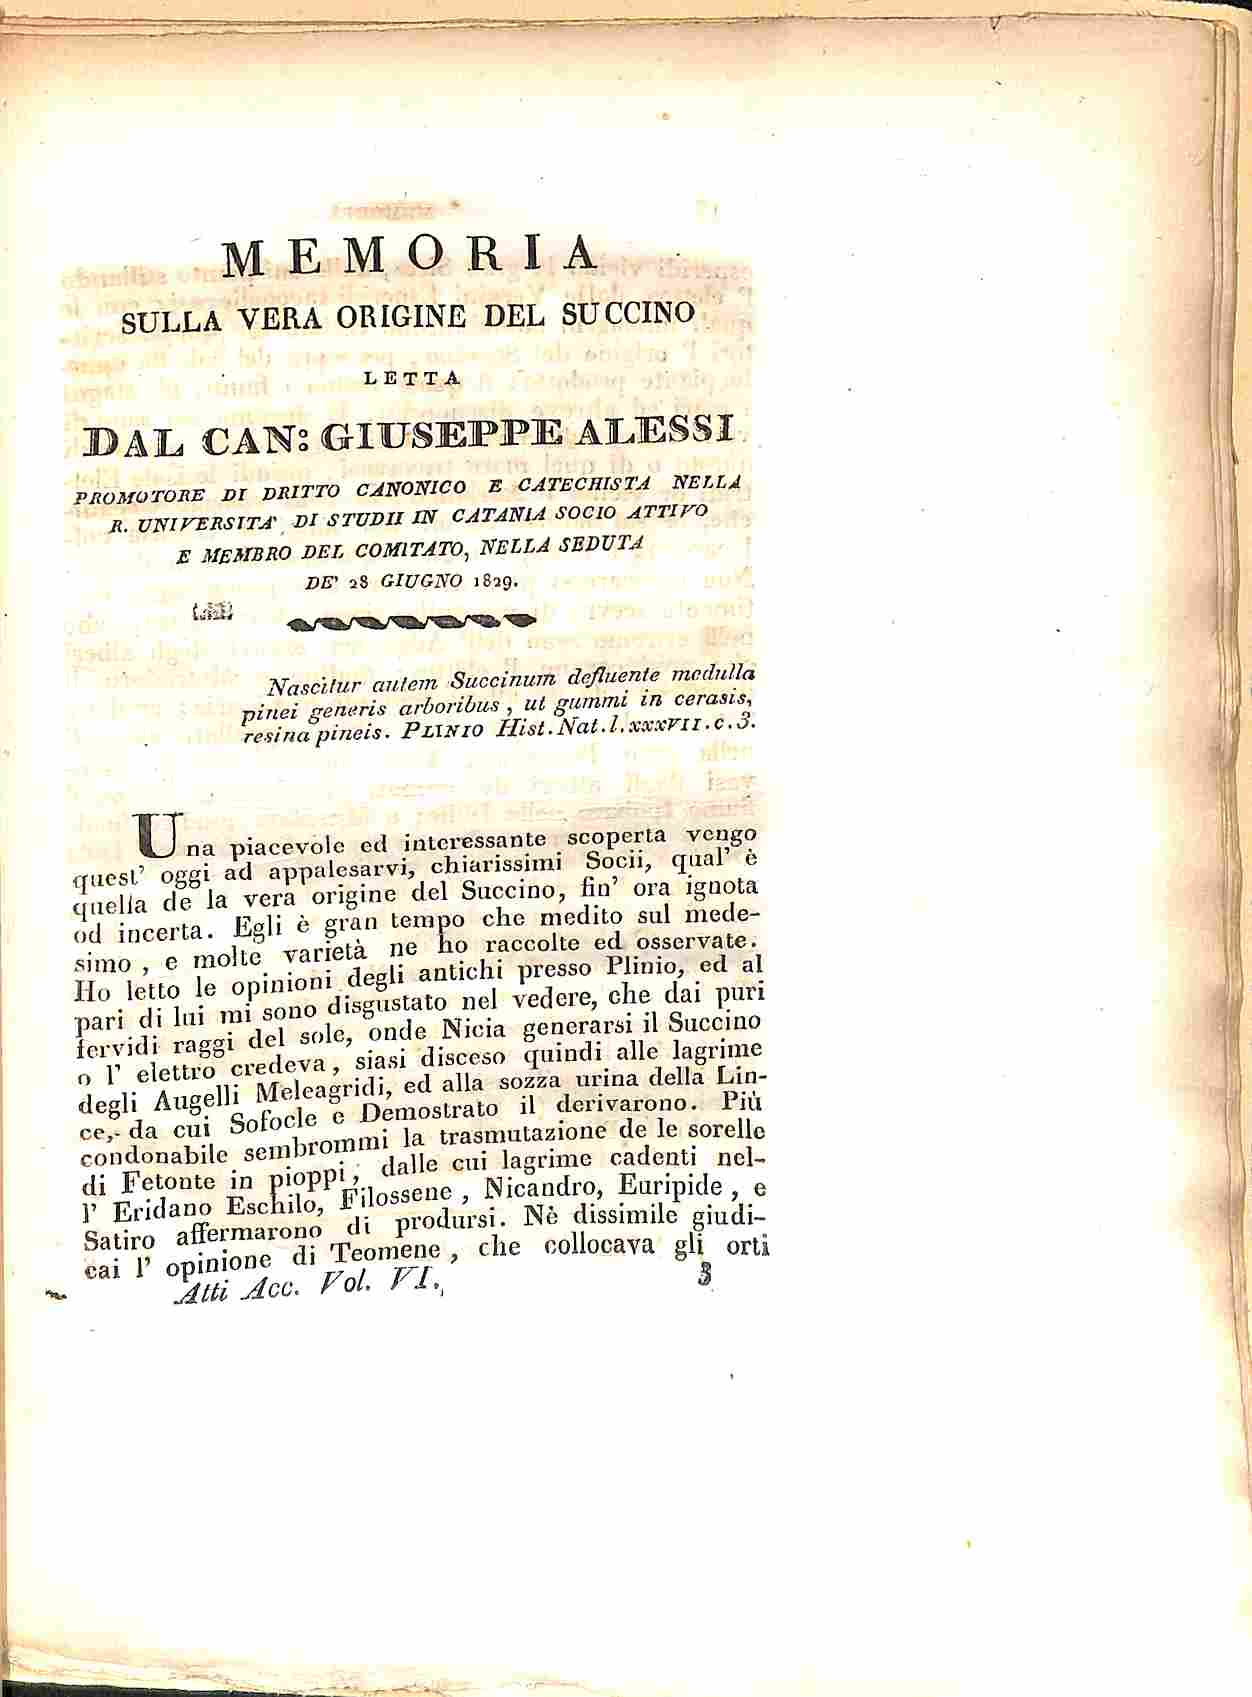 MEMORIA
SULLA VERA ORIGINE DEL SUCCINO
LETTA
DAL CAN: GIUSEPPE ALESSI
PROMOTORE DI DRITTO CANONICO E CATECHISTA NELLA
R. UNIVERSITA' DI STUDII IN CATANIA SOCIO ATTIVO
E MEMBRO DEL COMITATO, NELLA SEDUTA
DE' 28 GIUGNO 1829.
Nascitur autem Succinum defluente medulla
pinei generis arboribus, ut gummi in cerasis,
resina pineis. PLINIO Hist. Nat. l. xxxVII. c. 3.
Una piacevole ed interessante scoperta vengo
quest' oggi ad appalesarvi, chiarissimi Socii, qual' è
quella de la vera origine del Succino, fin' ora ignota
od incerta. Egli è gran tempo che medito sul mede-
simo, e molte varietà ne ho raccolte ed osservate.
Ho letto le opinioni degli antichi presso Plinio, ed al
pari di lui mi sono disgustato nel vedere, che dai puri
fervidi raggi del sole, onde Nicia generarsi il Succino
o l' elettro credeva, siasi disceso quindi alle lagrime
degli Augelli Meleagridi, ed alla sozza urina della Lin-
ce, da cui Sofocle e Demostrato il derivarono. Più
condonabile sembrommi la trasmutazione de le sorelle
di Fetonte in pioppi, dalle cui lagrime cadenti nel-
l' Eridano Eschilo, Filossene, Nicandro, Euripide, e
Satiro affermarono di prodursi. Nè dissimile giudi-
cai l' opinione di Teomene, che collocava gli orti
Atti Acc. Vol. VI. 3